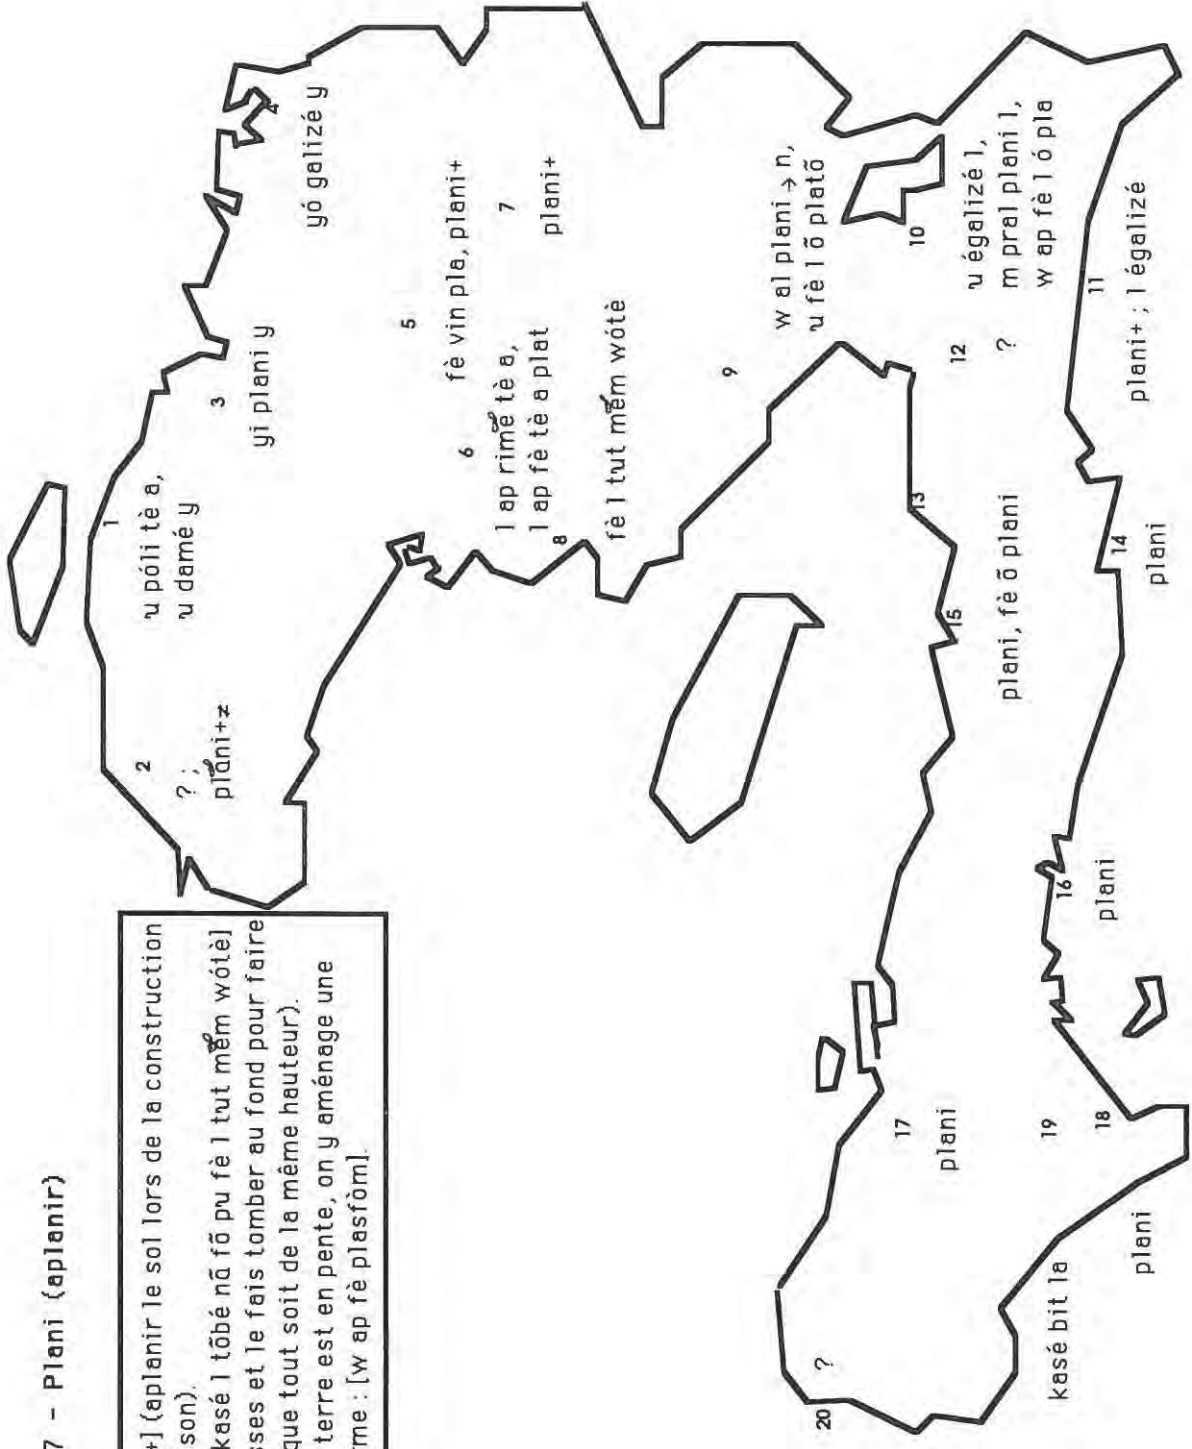 7 - Plani (aplanir)
+] (aplanir le sol lors de la construction
son).
kasé l tõbé nã fõ pu fè l tut mẽm wótè]
sses et le fais tomber au fond pour faire
que tout soit de la même hauteur).
terre est en pente, on y aménage une
rme : [w ap fè plasfòm].
1
u póli tè a,
u damé y
2
? ;
plãni+z
3
yi plani y
4
yó galizé y
5
fè vin pla, plani+
6
l ap rimẽ tè a,
l ap fè tè a plat
7
plani+
8
fè l tut mẽm wótè
9
w al plani → n,
u fè l õ platõ
10
u égalizé l,
m pral plani l,
w ap fè l ó pla
11
plani+ ; l égalizé
12
?
13
plani, fè õ plani
14
plani
15
16
plani
17
plani
18
plani
19
kasé bit la
20
?